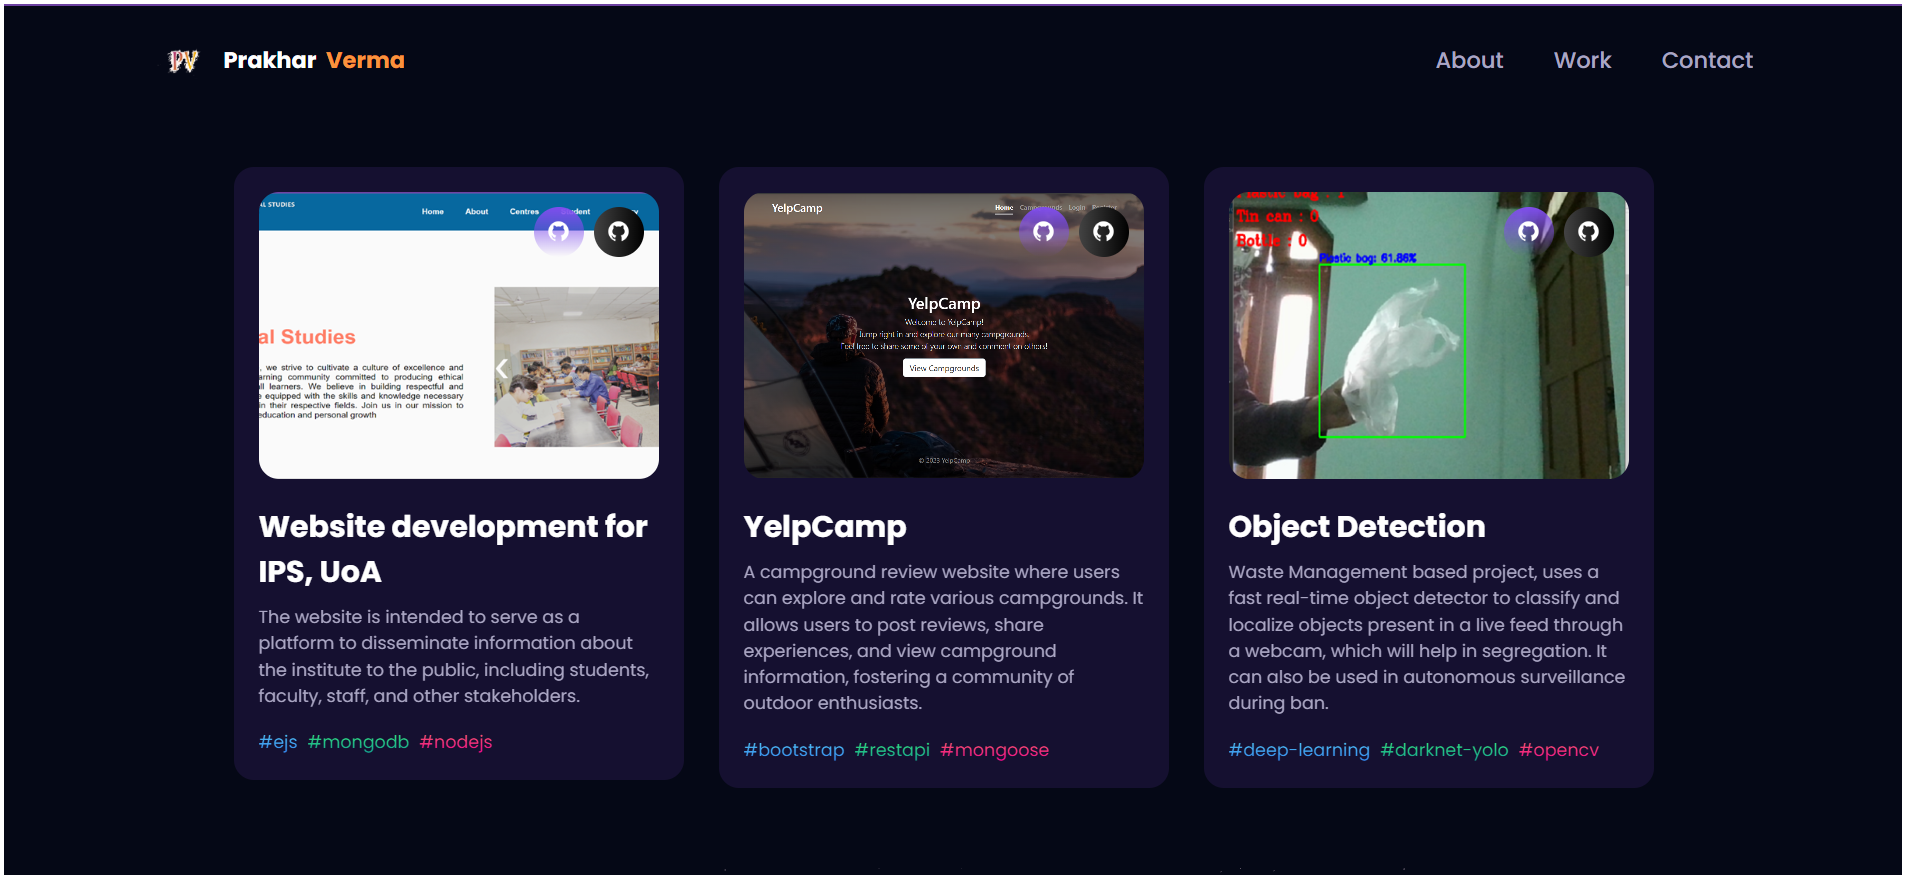 PV Prakhar Verma
About Work Contact
AL STUDIES
Home About Centres
al Studies
, we strive to cultivate a culture of excellence and
arning community committed to producing ethical
ll learners. We believe in building respectful and
e equipped with the skills and knowledge necessary
in their respective fields. Join us in our mission to
education and personal growth
Website development for
IPS, UoA
The website is intended to serve as a
platform to disseminate information about
the institute to the public, including students,
faculty, staff, and other stakeholders.
#ejs #mongodb #nodejs
YelpCamp
Home Campgrounds Login Register
YelpCamp
Welcome to YelpCamp!
Jump right in and explore our many campgrounds.
Feel free to share some of your own and comment on others!
View Campgrounds
© 2023 YelpCamp
YelpCamp
A campground review website where users
can explore and rate various campgrounds. It
allows users to post reviews, share
experiences, and view campground
information, fostering a community of
outdoor enthusiasts.
#bootstrap #restapi #mongoose
Plastic bag : 1
Tin can : 0
Bottle : 0
Plastic bag: 61.86%
Object Detection
Waste Management based project, uses a
fast real-time object detector to classify and
localize objects present in a live feed through
a webcam, which will help in segregation. It
can also be used in autonomous surveillance
during ban.
#deep-learning #darknet-yolo #opencv